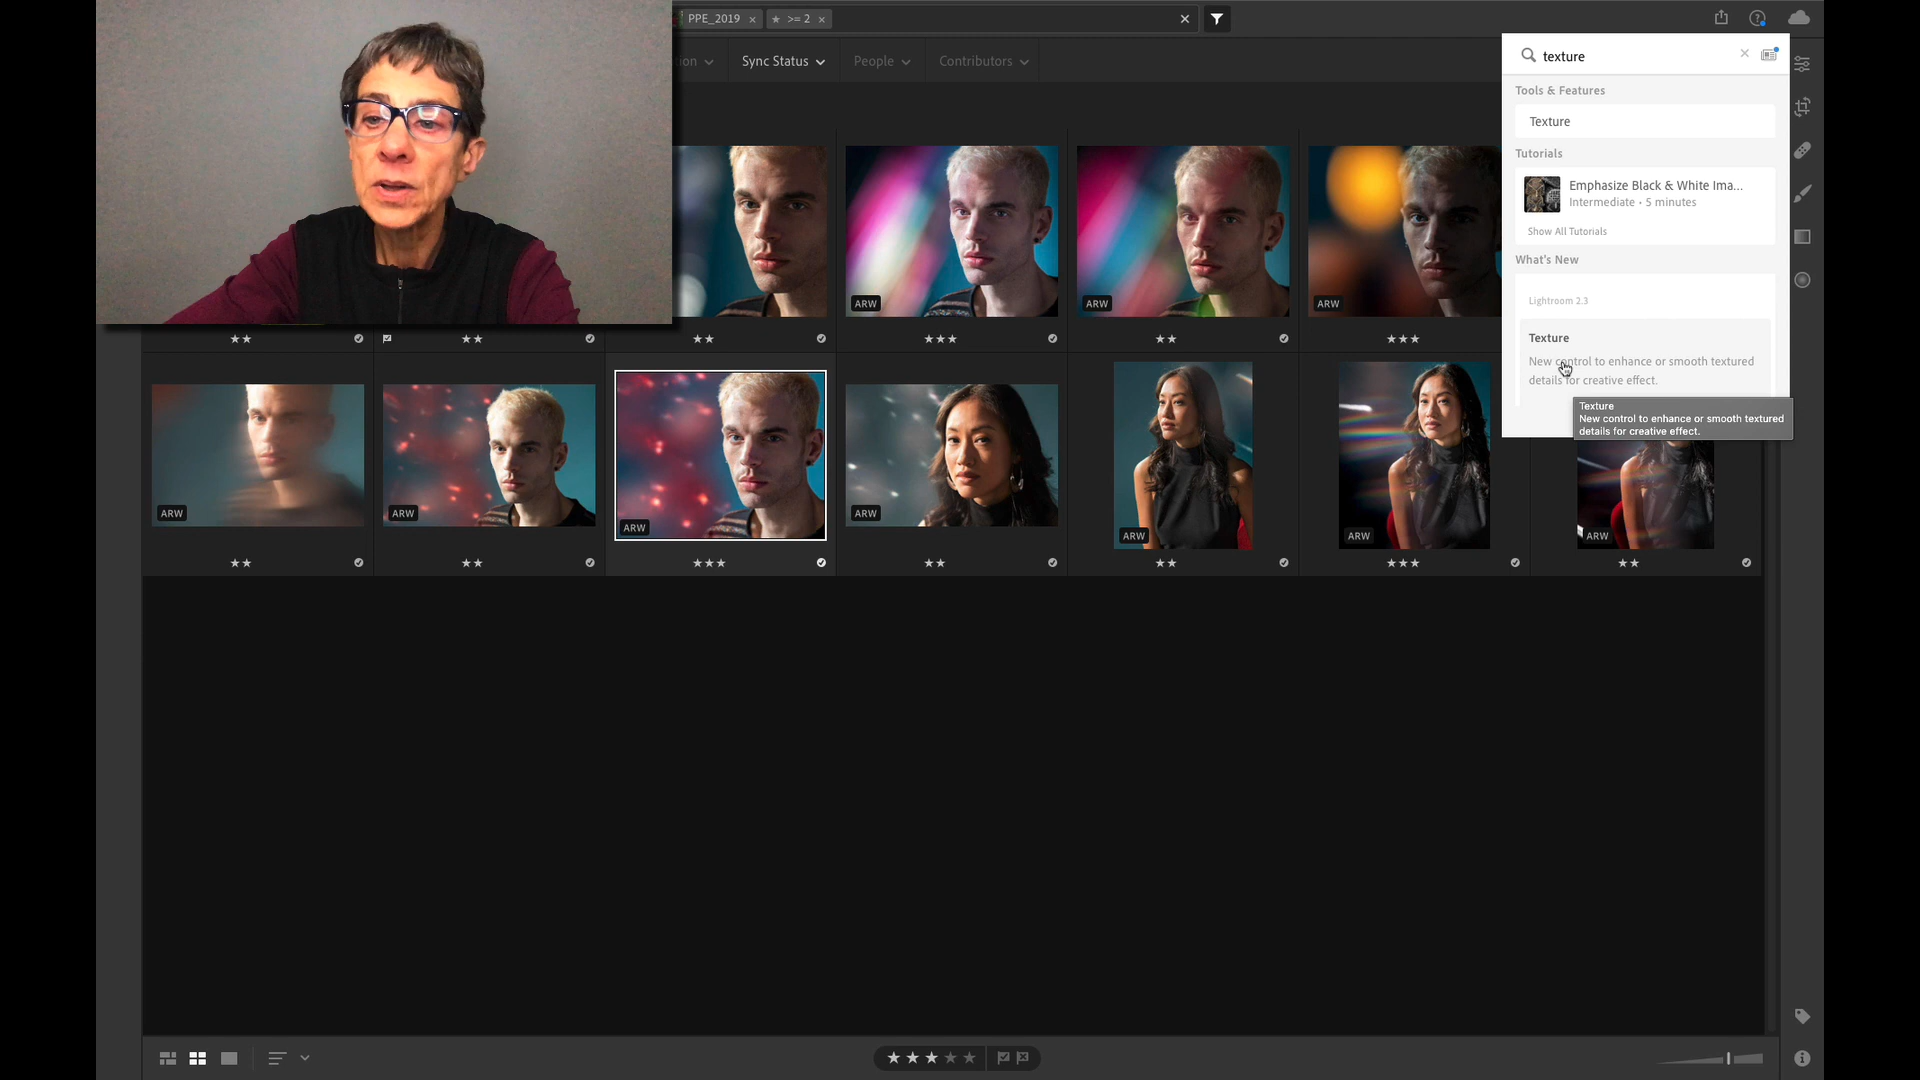 PPE_2019 ×
★ >= 2 ×
tion
Sync Status
People
Contributors
texture
Tools & Features
Texture
Tutorials
Emphasize Black & White Ima...
Intermediate • 5 minutes
Show All Tutorials
What's New
Lightroom 2.3
Texture
New control to enhance or smooth textured
details for creative effect.
Texture
New control to enhance or smooth textured
details for creative effect.
ARW
ARW
ARW
ARW
ARW
ARW
ARW
ARW
ARW
ARW